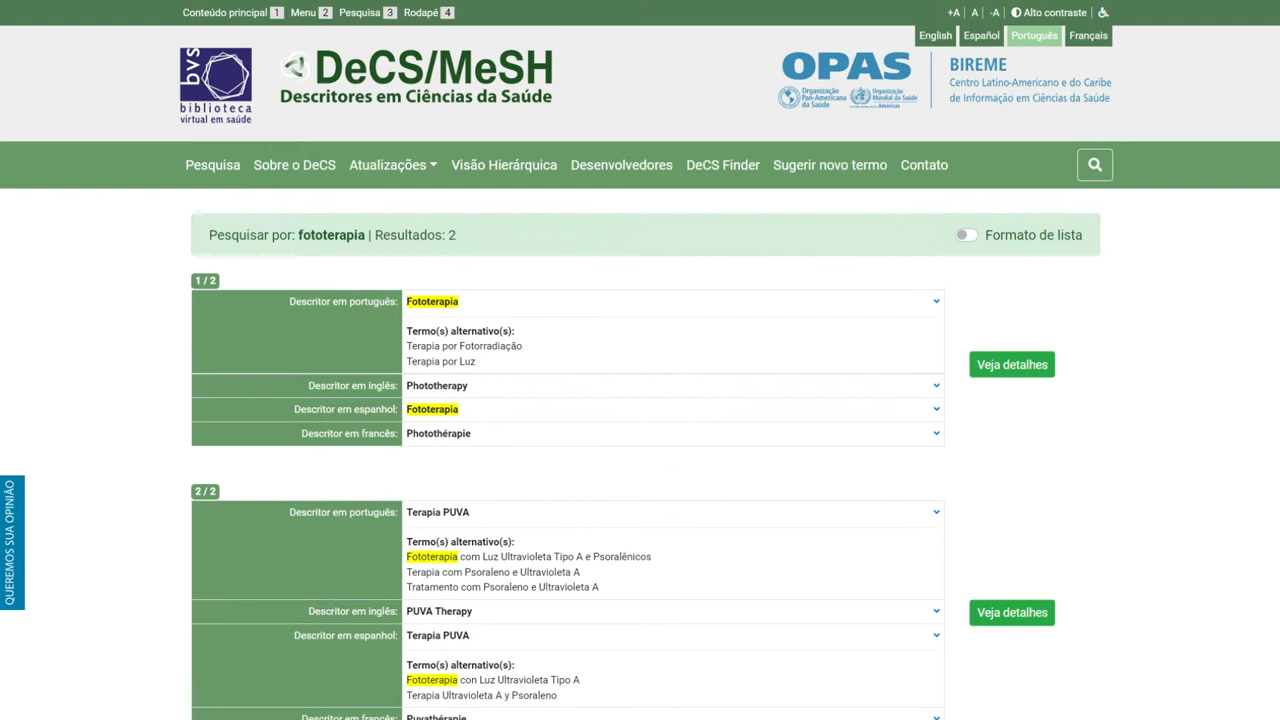 Conteúdo principal 1 Menu 2 Pesquisa 3 Rodapé 4
+A A -A Alto contraste
English Español Português Français
bvs
biblioteca
virtual em saúde
DeCS/MeSH
Descritores em Ciências da Saúde
OPAS
Organização
Pan-Americana
da Saúde
Organização
Mundial da Saúde
Américas
BIREME
Centro Latino-Americano e do Caribe
de Informação em Ciências da Saúde
Pesquisa Sobre o DeCS Atualizações Visão Hierárquica Desenvolvedores DeCS Finder Sugerir novo termo Contato
Pesquisar por: fototerapia | Resultados: 2
Formato de lista
1 / 2
Descritor em português: Fototerapia
Termo(s) alternativo(s):
Terapia por Fotorradiação
Terapia por Luz
Veja detalhes
Descritor em inglês: Phototherapy
Descritor em espanhol: Fototerapia
Descritor em francês: Photothérapie
QUEREMOS SUA OPINIÃO
2 / 2
Descritor em português: Terapia PUVA
Termo(s) alternativo(s):
Fototerapia com Luz Ultravioleta Tipo A e Psoralênicos
Terapia com Psoraleno e Ultravioleta A
Tratamento com Psoraleno e Ultravioleta A
Descritor em inglês: PUVA Therapy
Veja detalhes
Descritor em espanhol: Terapia PUVA
Termo(s) alternativo(s):
Fototerapia con Luz Ultravioleta Tipo A
Terapia Ultravioleta A y Psoraleno
Descritor em francês: Puvathérapie